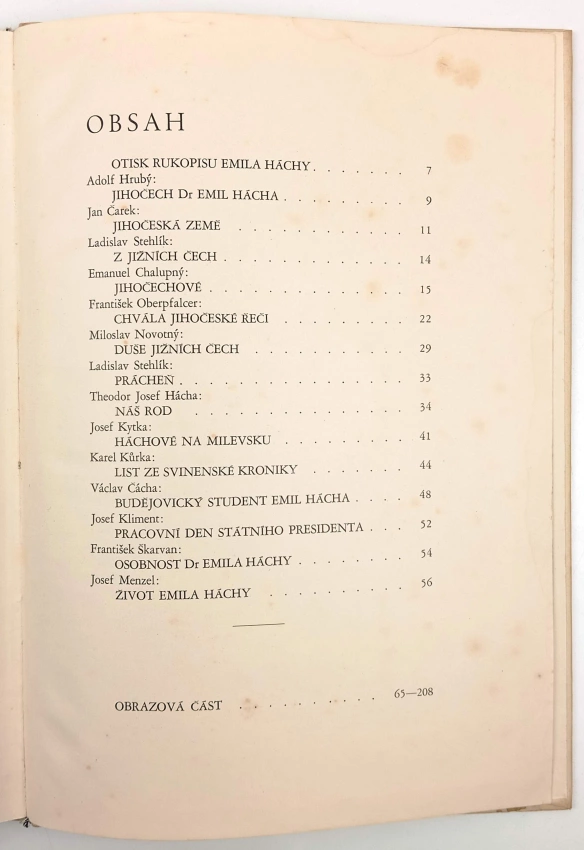 OBSAH
OTISK RUKOPISU EMILA HÁCHY . . . . . . . 7
Adolf Hrubý:
JIHOČECH Dr EMIL HÁCHA . . . . . . . . . 9
Jan Čarek:
JIHOČESKÁ ZEMĚ . . . . . . . . . . . . 11
Ladislav Stehlík:
Z JIŽNÍCH ČECH . . . . . . . . . . . . . 14
Emanuel Chalupný:
JIHOČECHOVÉ . . . . . . . . . . . . . . 15
František Oberpfalcer:
CHVÁLA JIHOČESKÉ ŘEČI . . . . . . . . . 22
Miloslav Novotný:
DUŠE JIŽNÍCH ČECH . . . . . . . . . . . 29
Ladislav Stehlík:
PRÁCHEŇ . . . . . . . . . . . . . . . . 33
Theodor Josef Hácha:
NÁŠ ROD . . . . . . . . . . . . . . . 34
Josef Kytka:
HÁCHOVÉ NA MILEVSKU . . . . . . . . . 41
Karel Kůrka:
LIST ZE SVINENSKÉ KRONIKY . . . . . . . 44
Václav Cácha:
BUDĚJOVICKÝ STUDENT EMIL HÁCHA . . . . 48
Josef Kliment:
PRACOVNÍ DEN STÁTNÍHO PRESIDENTA . . . 52
František Škarvan:
OSOBNOST Dr EMILA HÁCHY . . . . . . . . 54
Josef Menzel:
ŽIVOT EMILA HÁCHY . . . . . . . . . . 56
OBRAZOVÁ ČÁST . . . . . . . . . . 65—208